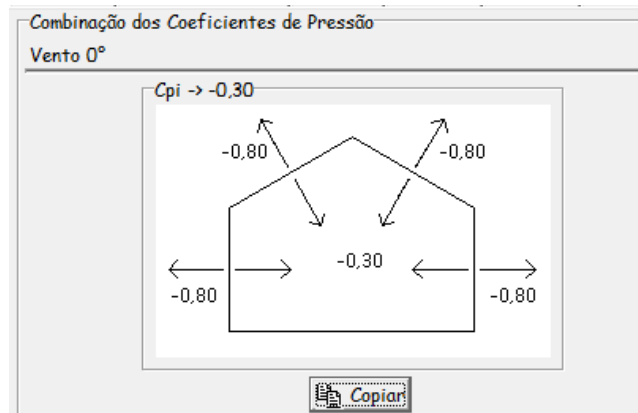 Combinação dos Coeficientes de Pressão
Vento 0°
Cpi -> -0,30
-0,80 -0,80
-0,30
-0,80 -0,80
Copiar